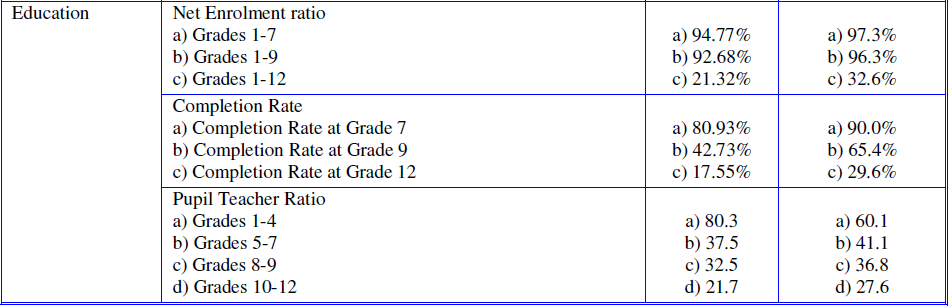 Education Net Enrolment ratio
a) Grades 1-7 a) 94.77% a) 97.3%
b) Grades 1-9 b) 92.68% b) 96.3%
c) Grades 1-12 c) 21.32% c) 32.6%
Completion Rate
a) Completion Rate at Grade 7 a) 80.93% a) 90.0%
b) Completion Rate at Grade 9 b) 42.73% b) 65.4%
c) Completion Rate at Grade 12 c) 17.55% c) 29.6%
Pupil Teacher Ratio
a) Grades 1-4 a) 80.3 a) 60.1
b) Grades 5-7 b) 37.5 b) 41.1
c) Grades 8-9 c) 32.5 c) 36.8
d) Grades 10-12 d) 21.7 d) 27.6